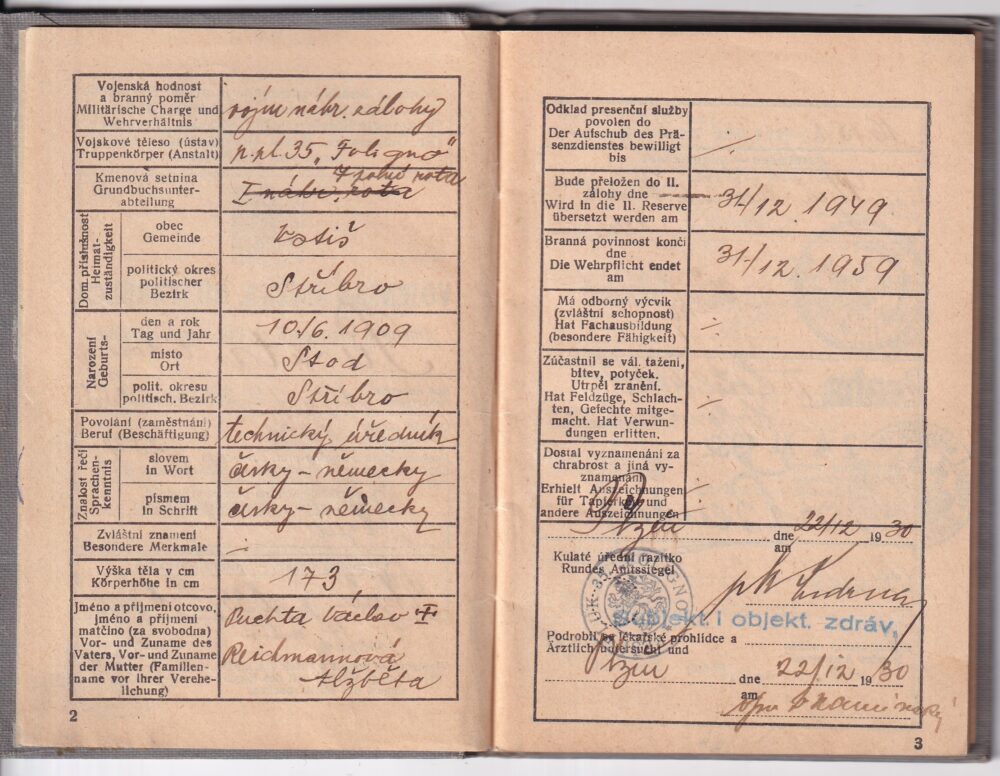 Vojenská hodnost
a branný poměr
Militärische Charge und
Wehrverhältnis
vojín náhr. zálohy
Vojskové těleso (ústav)
Truppenkörper (Anstalt)
p. pl. 35 „Foligno"
Kmenová setnina
Grundbuchsunter-
abteilung
rota
I náhr. rota
Dom. příslušnost
Heimat-
zuständigkeit
obec
Gemeinde
politický okres
politischer
Bezirk
Stříbro
Narození
Geburts-
den a rok
Tag und Jahr
10./6. 1909
místo
Ort
Stod
polit. okresu
politisch. Bezirk
Stříbro
Povolání (zaměstnání)
Beruf (Beschäftigung)
technický úředník
Znalost řečí
Sprachen-
kenntnis
slovem
in Wort
česky – německy
písmem
in Schrift
česky – německy
Zvláštní znamení
Besondere Merkmale
Výška těla v cm
Körperhöhe in cm
173
Jméno a příjmení otcovo,
jméno a příjmení
matčino (za svobodna)
Vor- und Zuname des
Vaters, Vor- und Zuname
der Mutter (Familien-
name vor ihrer Verehe-
lichung)
Puchta Václav
Reichmannová
Alžběta
2
Odklad presenční služby
povolen do
Der Aufschub des Prä-
senzdienstes bewilligt
bis
Bude přeložen do II.
zálohy dne
Wird in die II. Reserve
übersetzt werden am
31/12. 1949
Branná povinnost končí
dne
Die Wehrpflicht endet
am
31/12. 1959
Má odborný výcvik
(zvláštní schopnost)
Hat Fachausbildung
(besondere Fähigkeit)
Zúčastnil se vál. tažení,
bitev, potyček.
Utrpěl zranění.
Hat Feldzüge, Schlach-
ten, Gefechte mitge-
macht. Hat Verwun-
dungen erlitten.
Dostal vyznamenání za
chrabrost a jiná vy-
znamenání
Erhielt Auszeichnungen
für Tapferkeit und
andere Auszeichnungen
Plzeň dne 22/12 1930
am
Kulaté úřední razítko
Rundes Amtssiegel
Subjekt. i objekt. zdráv,
Podrobil se lékařské prohlídce a
Ärztlich untersucht und
Plzeň dne 22/12 1930
am
3